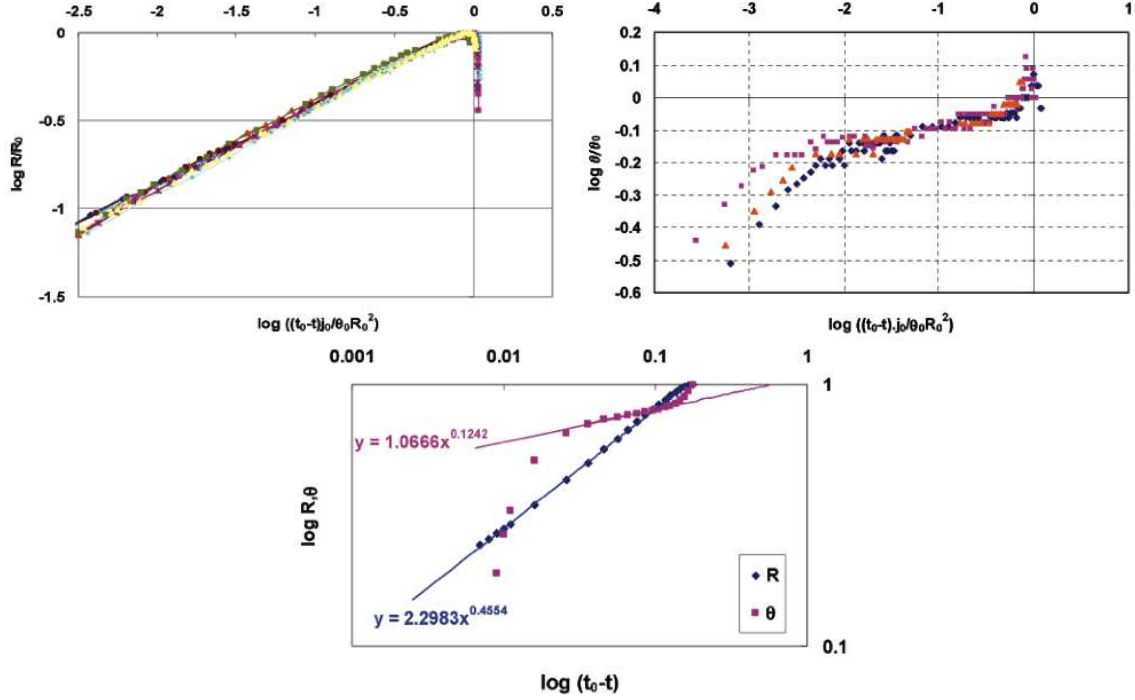 -2.5 -2 -1.5 -1 -0.5 0 0.5
0
-0.5
-1
-1.5
log R/R₀
log ((t₀-t)j₀/θ₀R₀²)
-4 -3 -2 -1 0 1
0.2
0.1
0
-0.1
-0.2
-0.3
-0.4
-0.5
-0.6
log θ/θ₀
log ((t₀-t).j₀/θ₀R₀²)
0.001 0.01 0.1 1
1
0.1
y = 1.0666x^0.1242
y = 2.2983x^0.4554
log R,θ
R
θ
log (t₀-t)